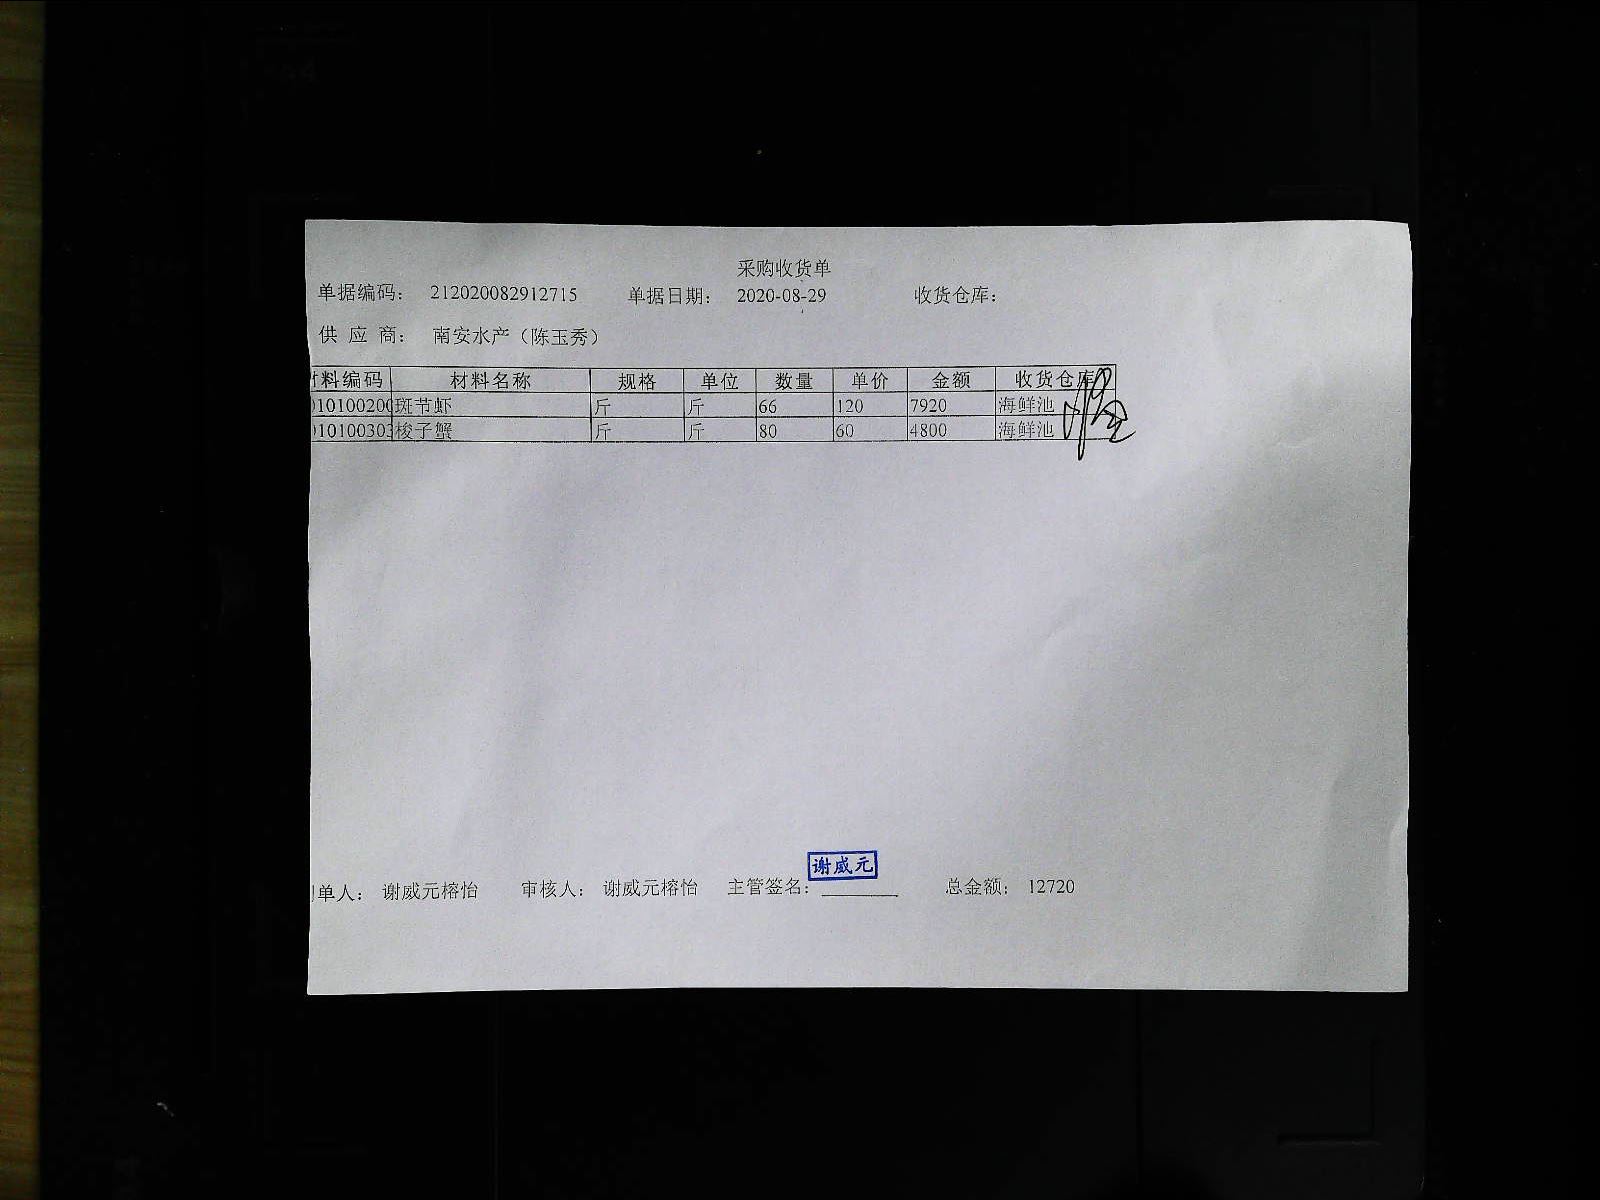 采购收货单
单据编码： 212020082912715 单据日期： 2020-08-29 收货仓库：
供 应 商： 南安水产（陈玉秀）
料编码 材料名称 规格 单位 数量 单价 金额 收货仓库
10100200 斑节虾 斤 斤 66 120 7920 海鲜池
10100303 梭子蟹 斤 斤 80 60 4800 海鲜池
谢威元
单人： 谢威元榕怡 审核人： 谢威元榕怡 主管签名： 总金额： 12720